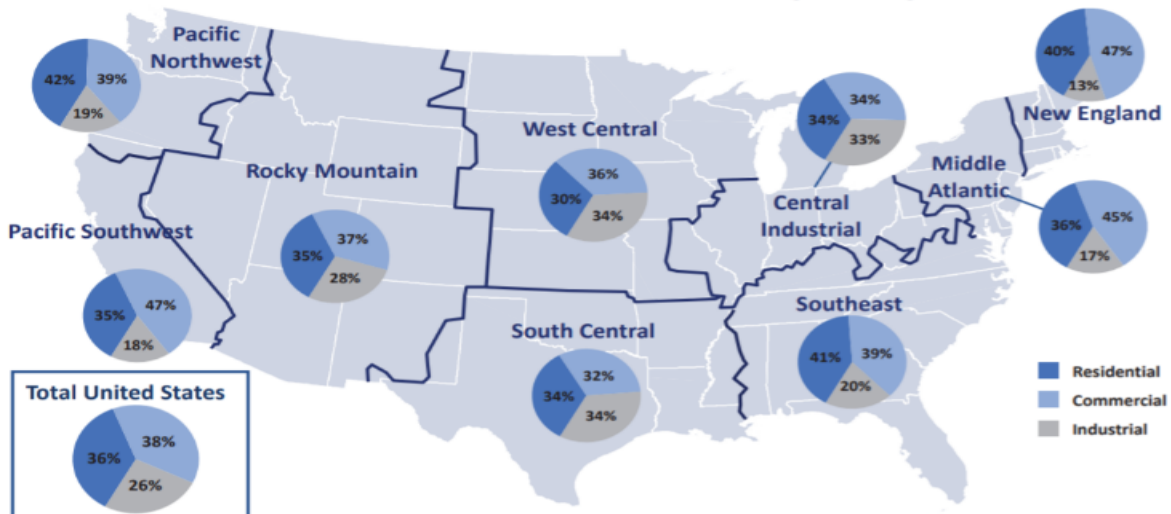 Pacific
Northwest
42%
39%
19%
40%
47%
13%
New England
34%
34%
33%
Central
Industrial
West Central
36%
30%
34%
Middle
Atlantic
36%
45%
17%
Rocky Mountain
37%
35%
28%
Pacific Southwest
47%
35%
18%
South Central
32%
34%
34%
Southeast
41%
39%
20%
Total United States
38%
36%
26%
Residential
Commercial
Industrial